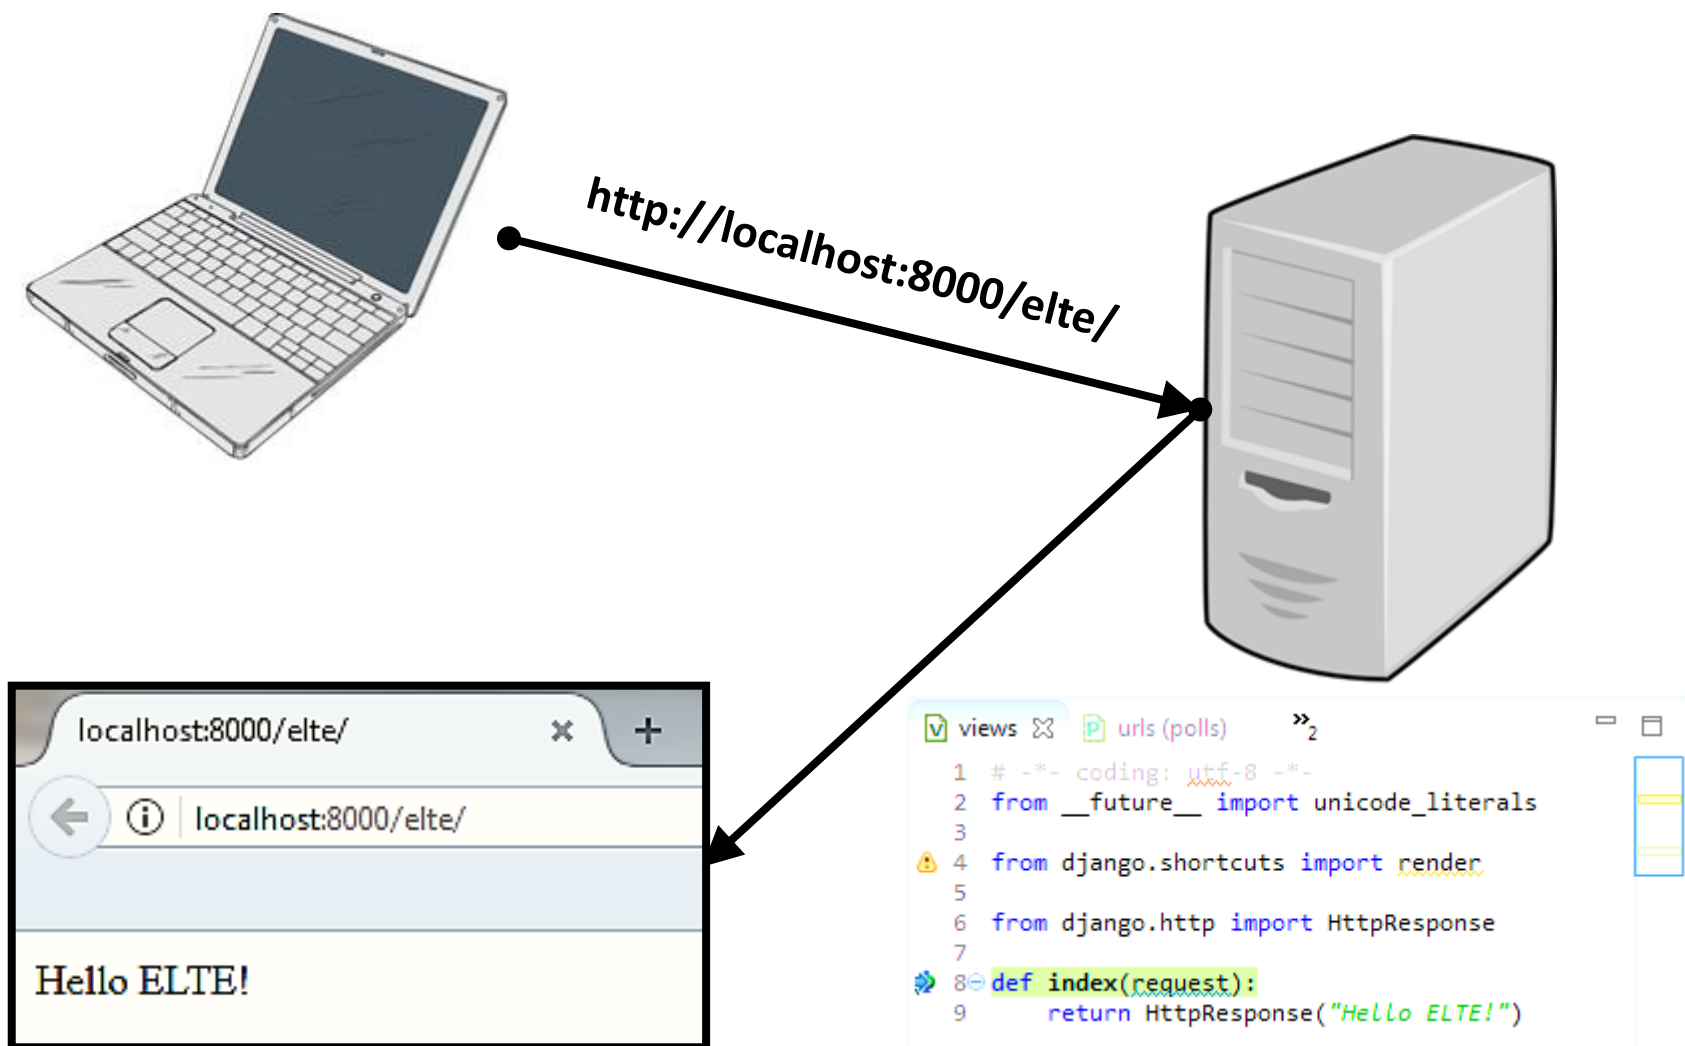 http://localhost:8000/elte/
localhost:8000/elte/
localhost:8000/elte/
Hello ELTE!
views urls (polls) »2
1 # -*- coding: utf-8 -*-
2 from __future__ import unicode_literals
3
4 from django.shortcuts import render
5
6 from django.http import HttpResponse
7
8 def index(request):
9 return HttpResponse("Hello ELTE!")